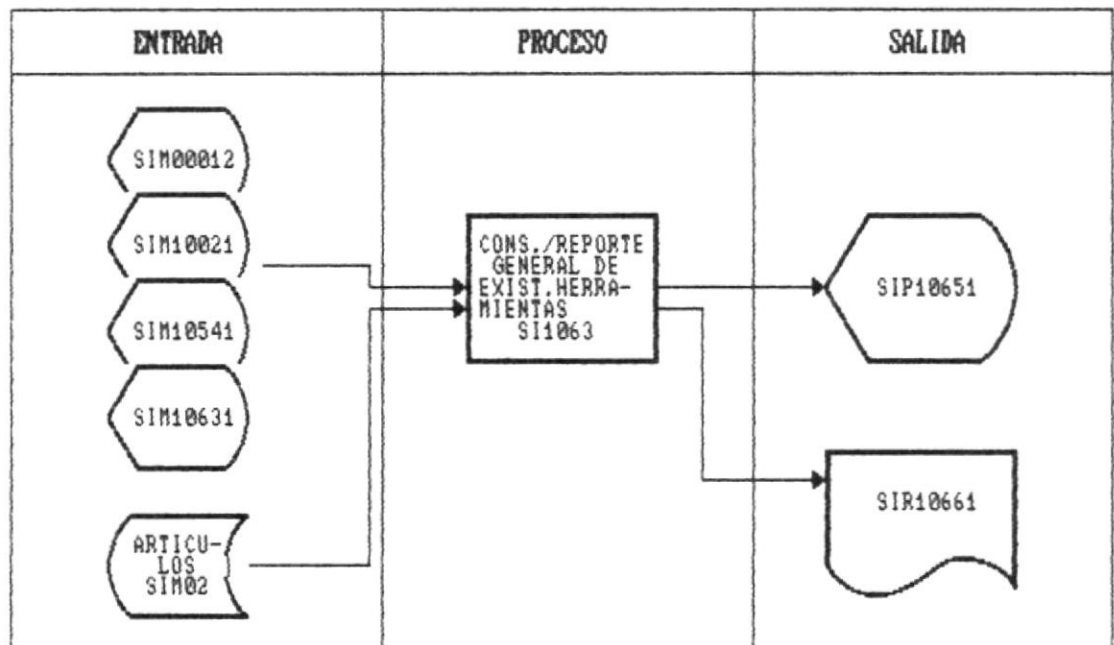 ENTRADA
PROCESO
SALIDA
SIM00012
SIM10021
SIM10541
SIM10631
ARTICU-
LOS
SIM02
CONS./REPORTE
GENERAL DE
EXIST.HERRA-
MIENTAS
SI1063
SIP10651
SIR10661